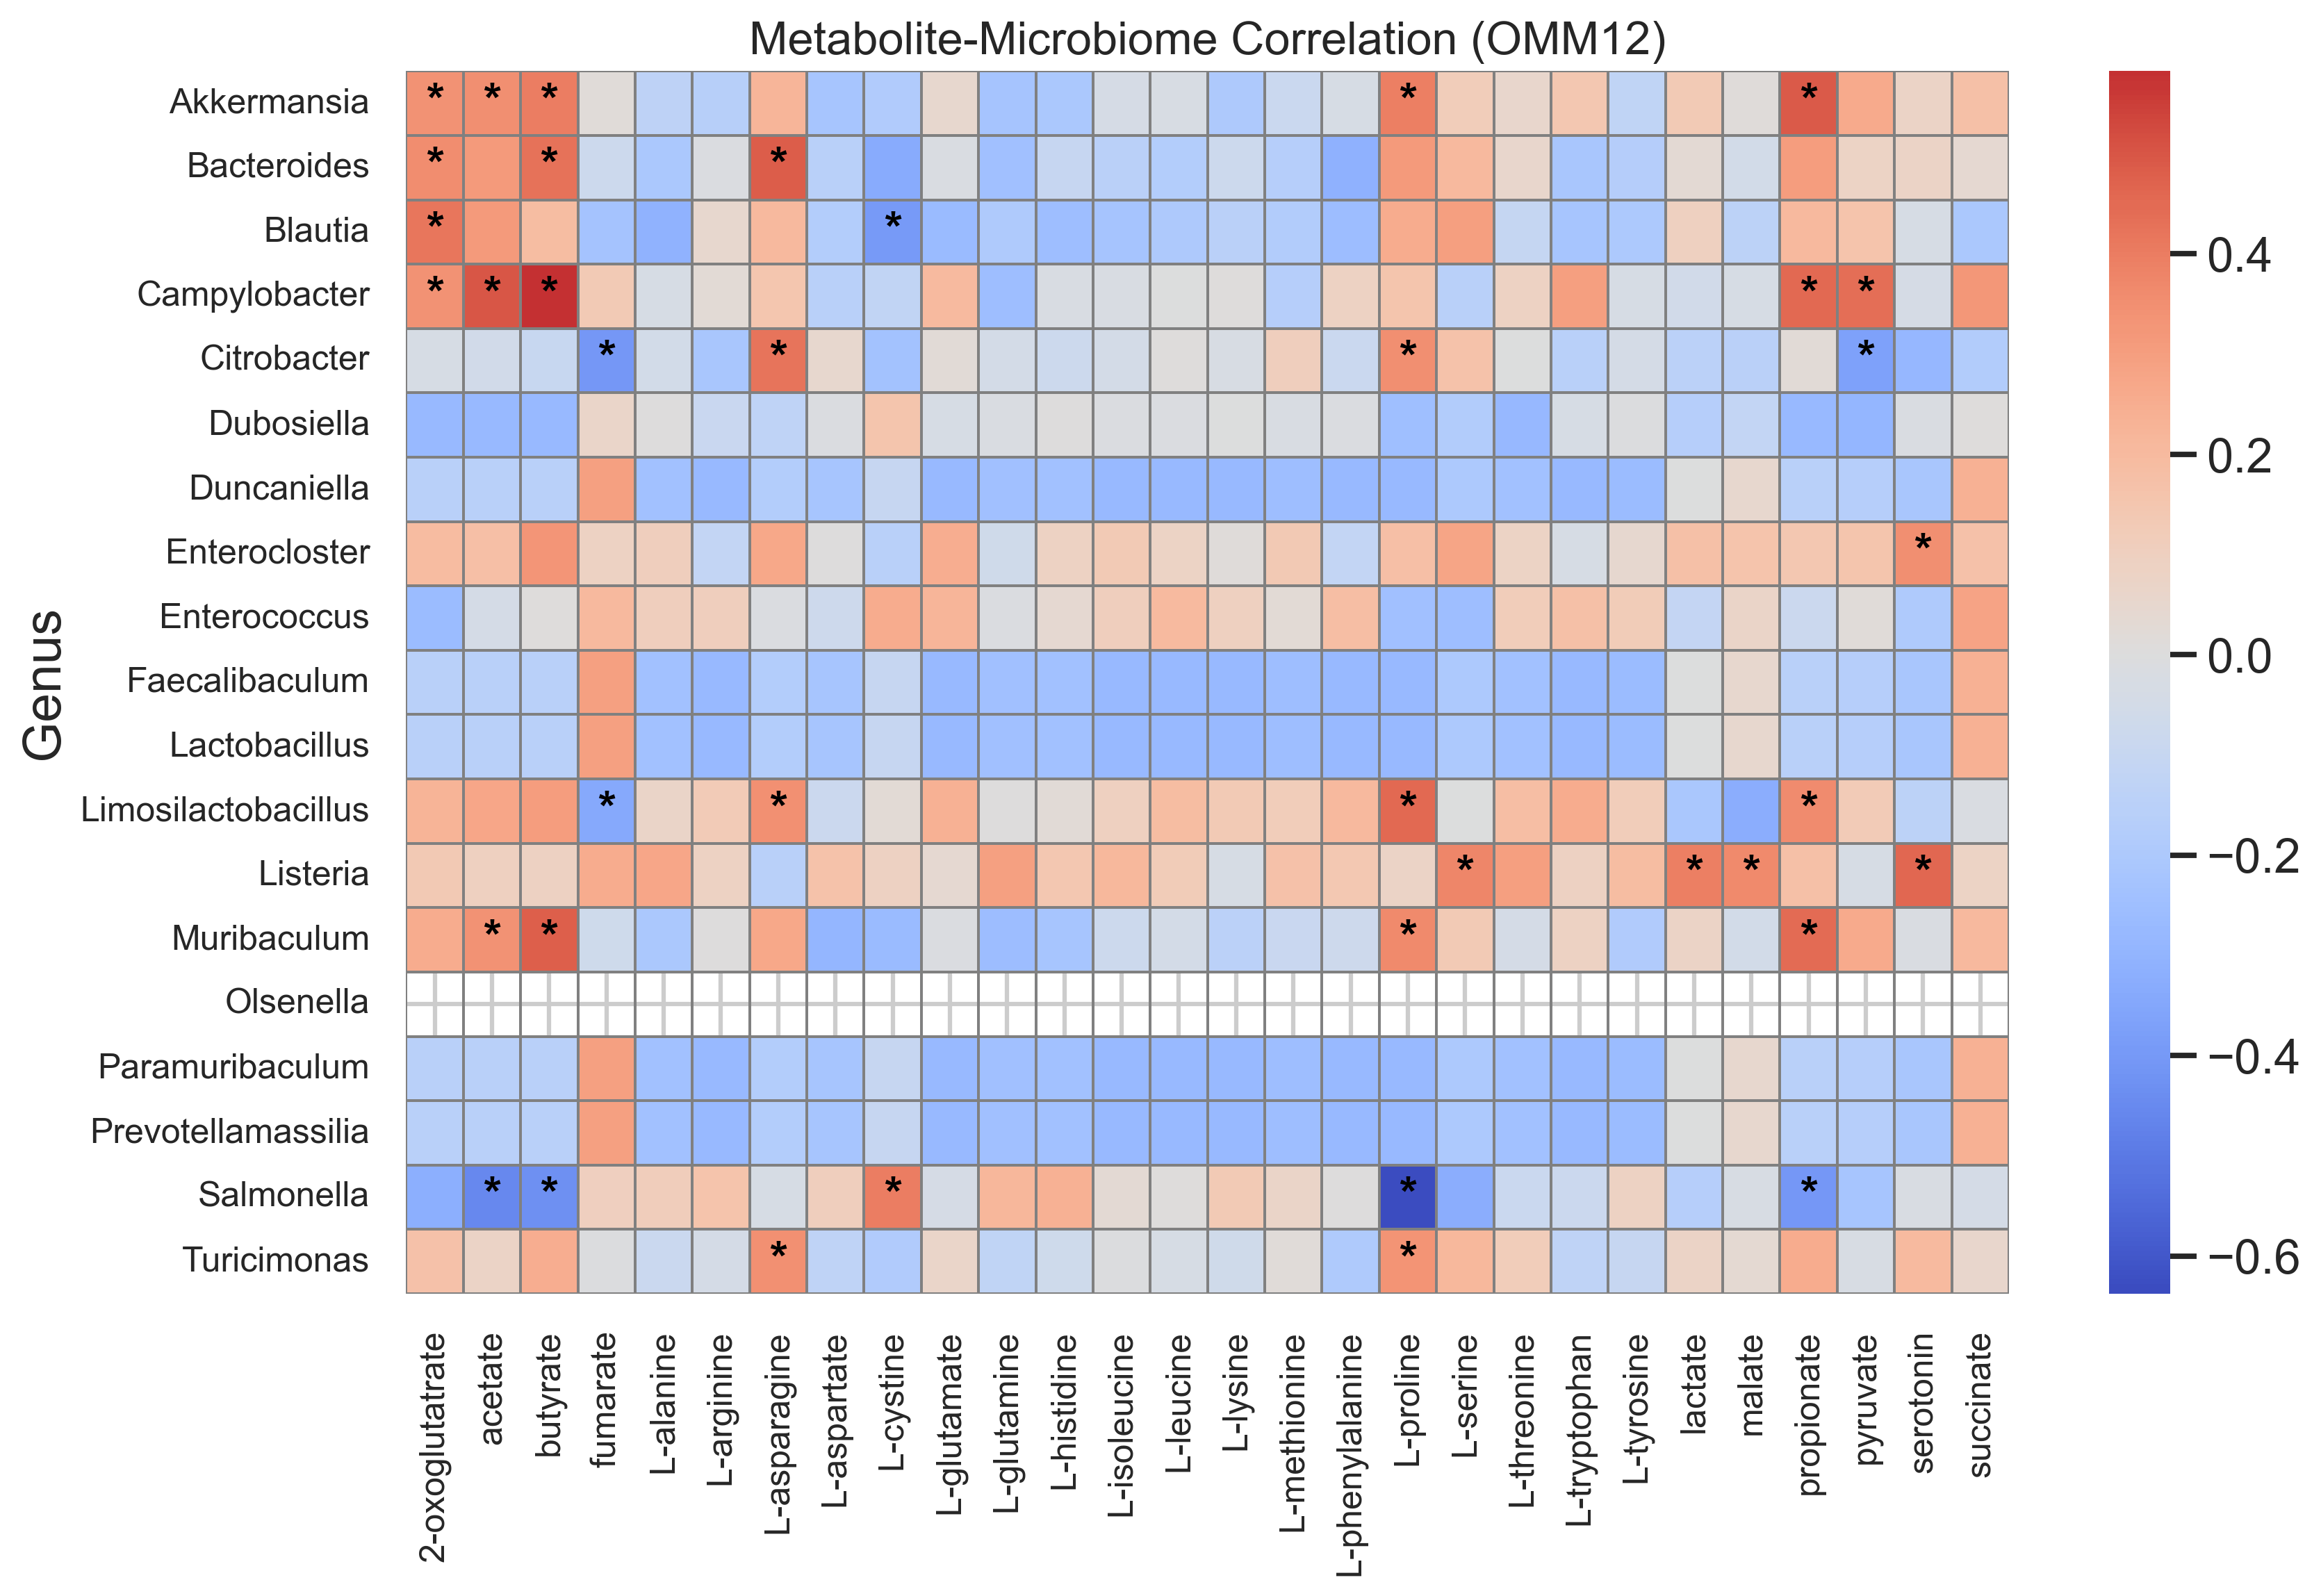 Metabolite-Microbiome Correlation (OMM12)
Genus
Akkermansia
Bacteroides
Blautia
Campylobacter
Citrobacter
Dubosiella
Duncaniella
Enterocloster
Enterococcus
Faecalibaculum
Lactobacillus
Limosilactobacillus
Listeria
Muribaculum
Olsenella
Paramuribaculum
Prevotellamassilia
Salmonella
Turicimonas
* * * * *
* * *
* *
* * * * *
* * * *
*
* * * *
* * * *
* * * *
* * * * *
* *
2-oxoglutatrate
acetate
butyrate
fumarate
L-alanine
L-arginine
L-asparagine
L-aspartate
L-cystine
L-glutamate
L-glutamine
L-histidine
L-isoleucine
L-leucine
L-lysine
L-methionine
L-phenylalanine
L-proline
L-serine
L-threonine
L-tryptophan
L-tyrosine
lactate
malate
propionate
pyruvate
serotonin
succinate
0.4
0.2
0.0
−0.2
−0.4
−0.6